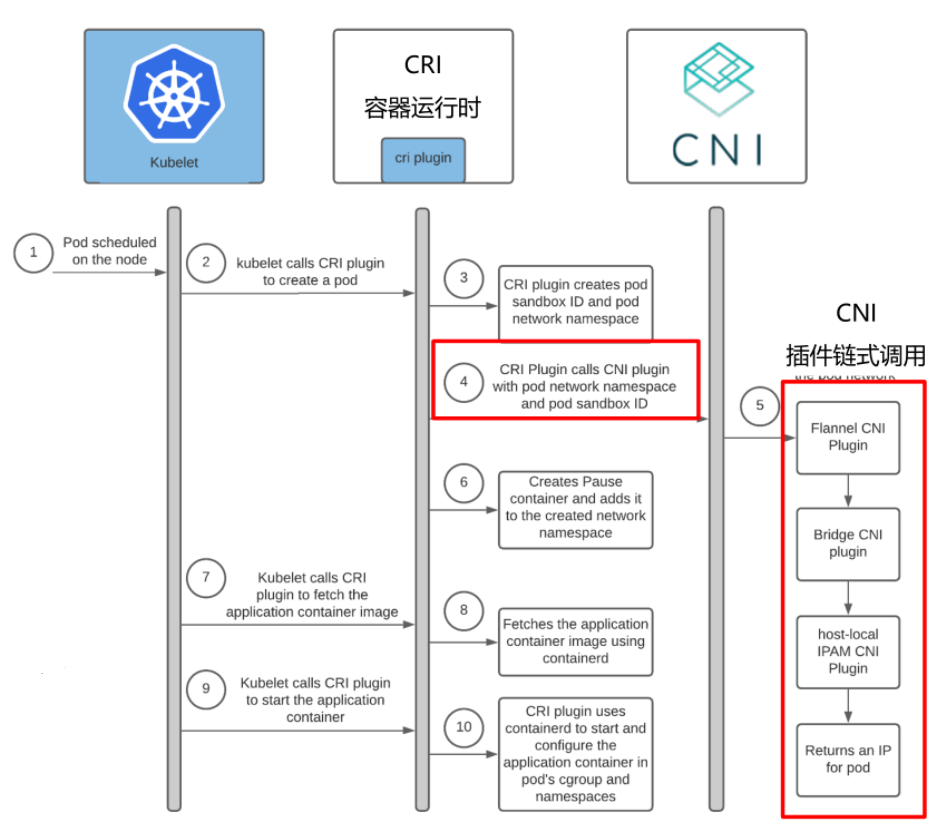 Kubelet
CRI
容器运行时
cri plugin
CNI
1
Pod scheduled
on the node
2
kubelet calls CRI plugin
to create a pod
3
CRI plugin creates pod
sandbox ID and pod
network namespace
4
CRI Plugin calls CNI plugin
with pod network namespace
and pod sandbox ID
CNI
插件链式调用
the pod network
5
Flannel CNI
Plugin
Bridge CNI
plugin
host-local
IPAM CNI
Plugin
Returns an IP
for pod
6
Creates Pause
container and adds it
to the created network
namespace
7
Kubelet calls CRI
plugin to fetch the
application container image
8
Fetches the application
container image using
containerd
9
Kubelet calls CRI plugin
to start the application
container
10
CRI plugin uses
containerd to start and
configure the
application container in
pod's cgroup and
namespaces